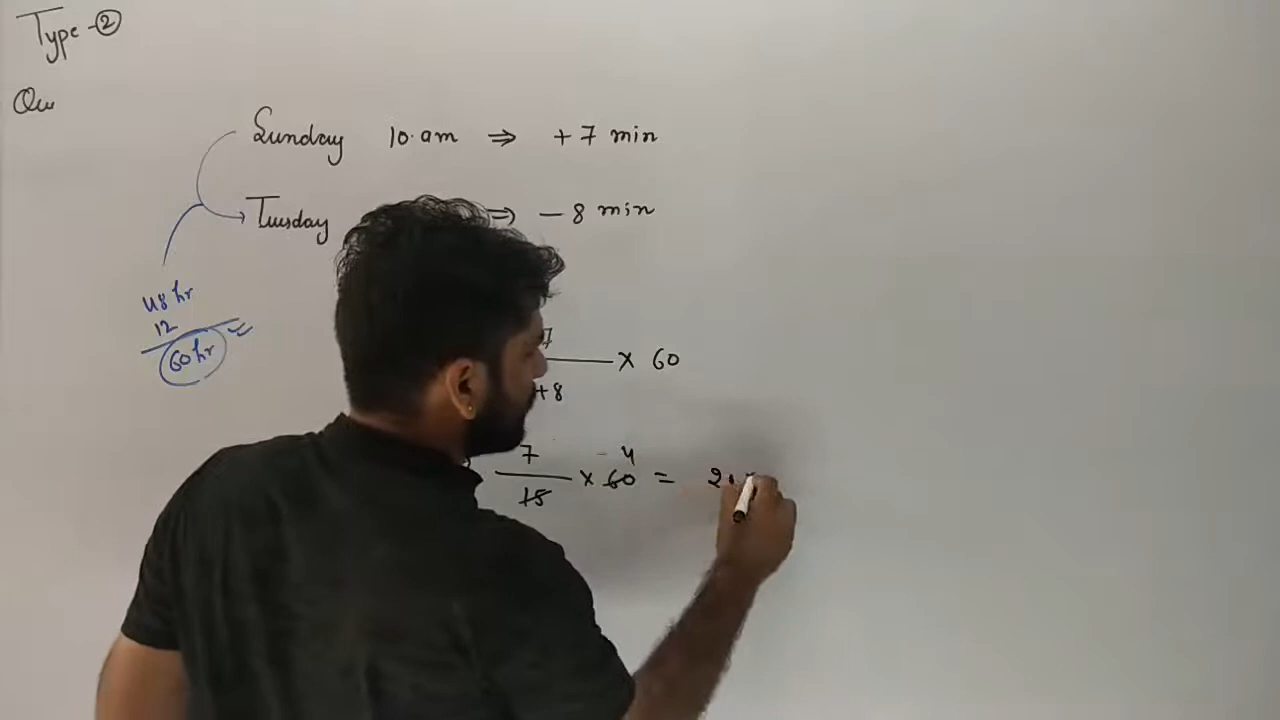 Type - 2
Qu
Sunday 10 am ⇒ + 7 min
Tuesday ⇒ - 8 min
48 hr
12
60 hr
7
× 60
+ 8
7 4
× 60 =
15